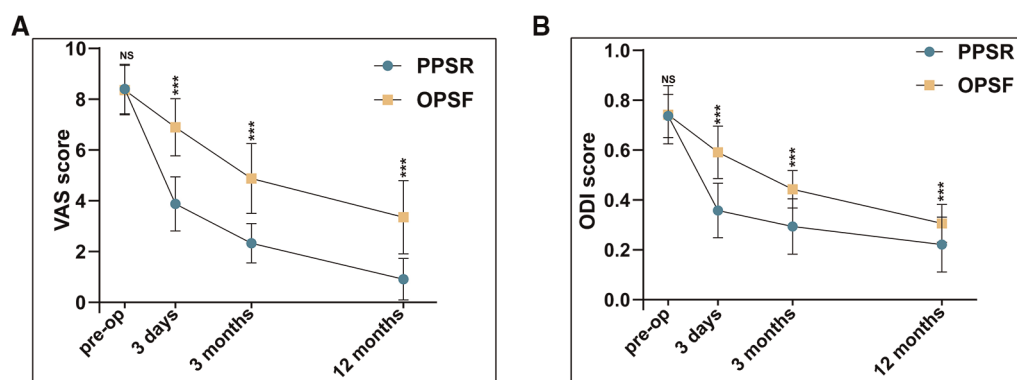 A
10
8
6
4
2
0
VAS score
NS
***
***
***
PPSR
OPSF
pre-op
3 days
3 months
12 months
B
1.0
0.8
0.6
0.4
0.2
0.0
ODI score
NS
***
***
***
PPSR
OPSF
pre-op
3 days
3 months
12 months